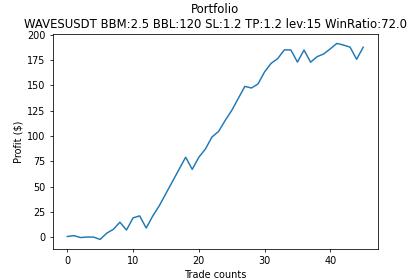 Portfolio
WAVESUSDT BBM:2.5 BBL:120 SL:1.2 TP:1.2 lev:15 WinRatio:72.0
200
175
150
125
100
75
50
25
0
Profit ($)
0 10 20 30 40
Trade counts